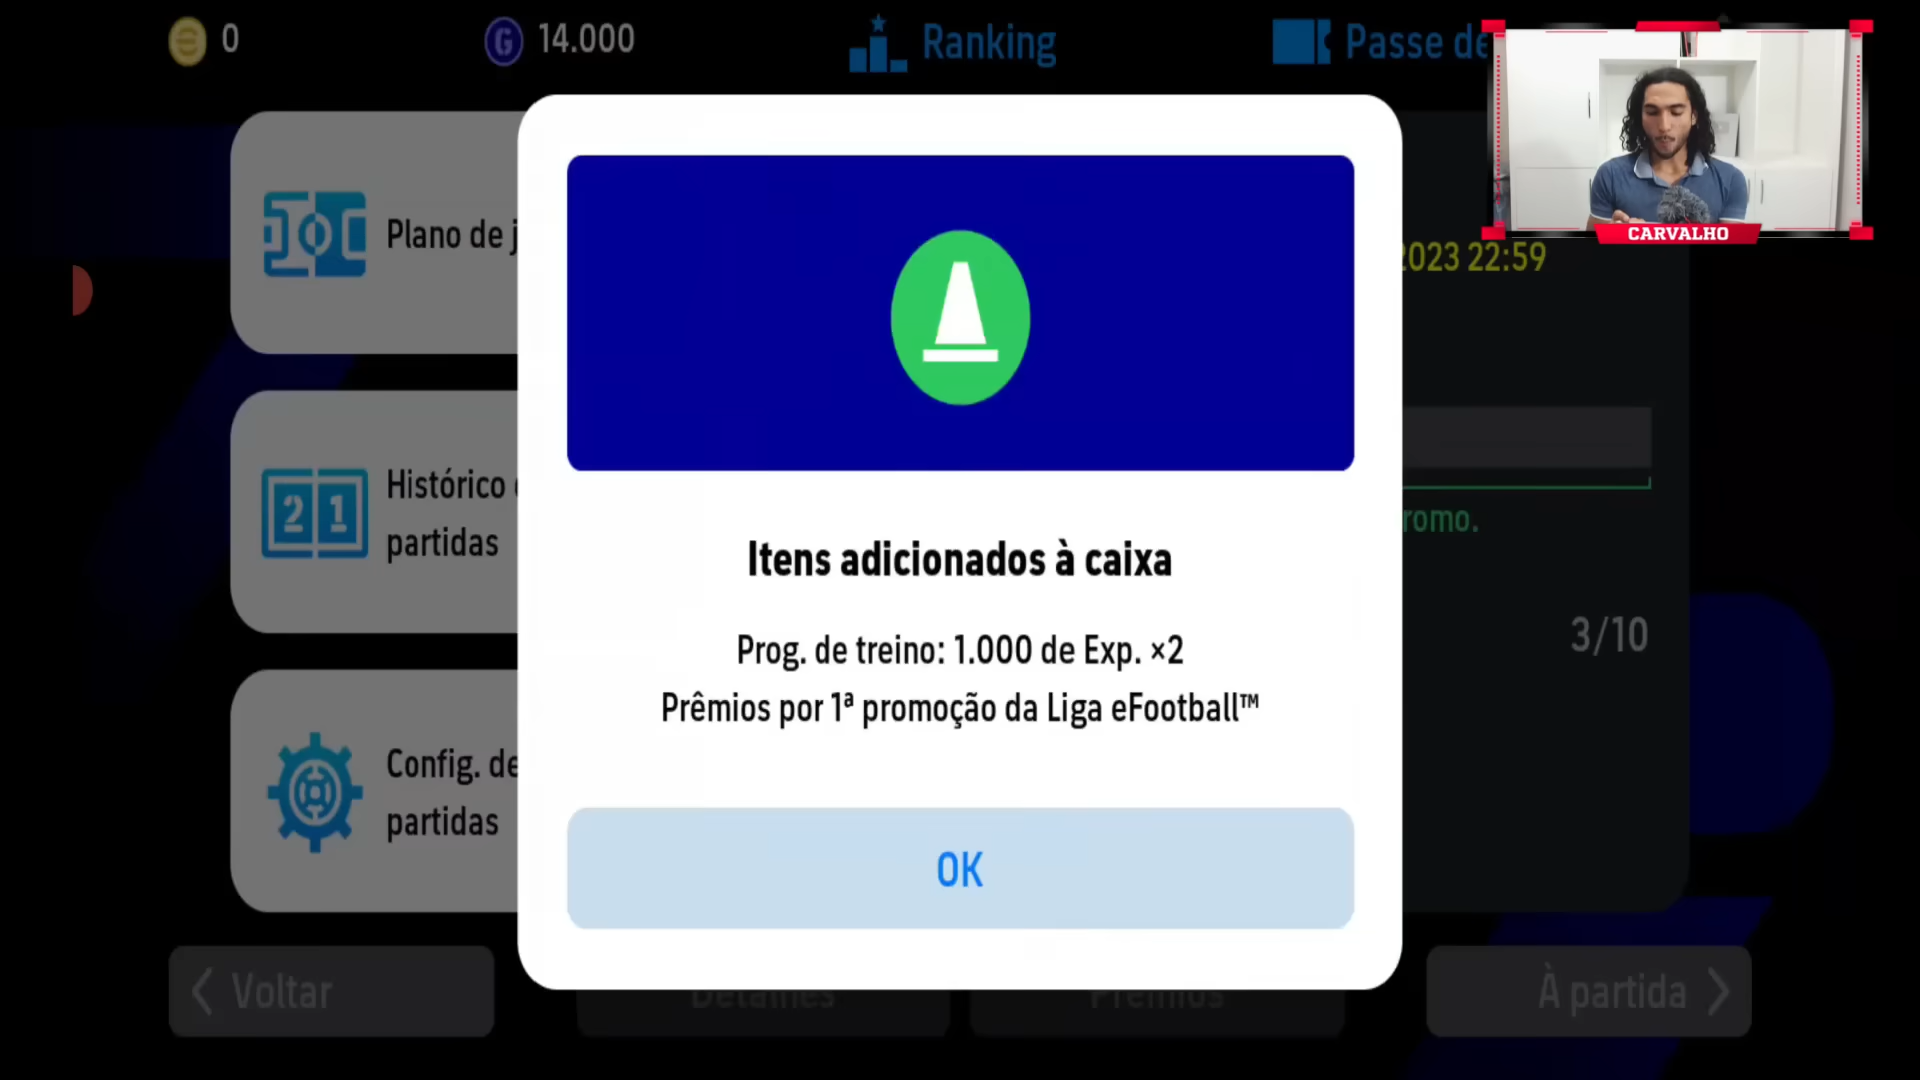 0
14.000
Ranking
Passe de
CARVALHO
Plano de j
2023 22:59
Histórico
partidas
romo.
3/10
Config. de
partidas
Itens adicionados à caixa
Prog. de treino: 1.000 de Exp. ×2
Prêmios por 1ª promoção da Liga eFootball™
OK
Voltar
Detalhes
Prêmios
À partida